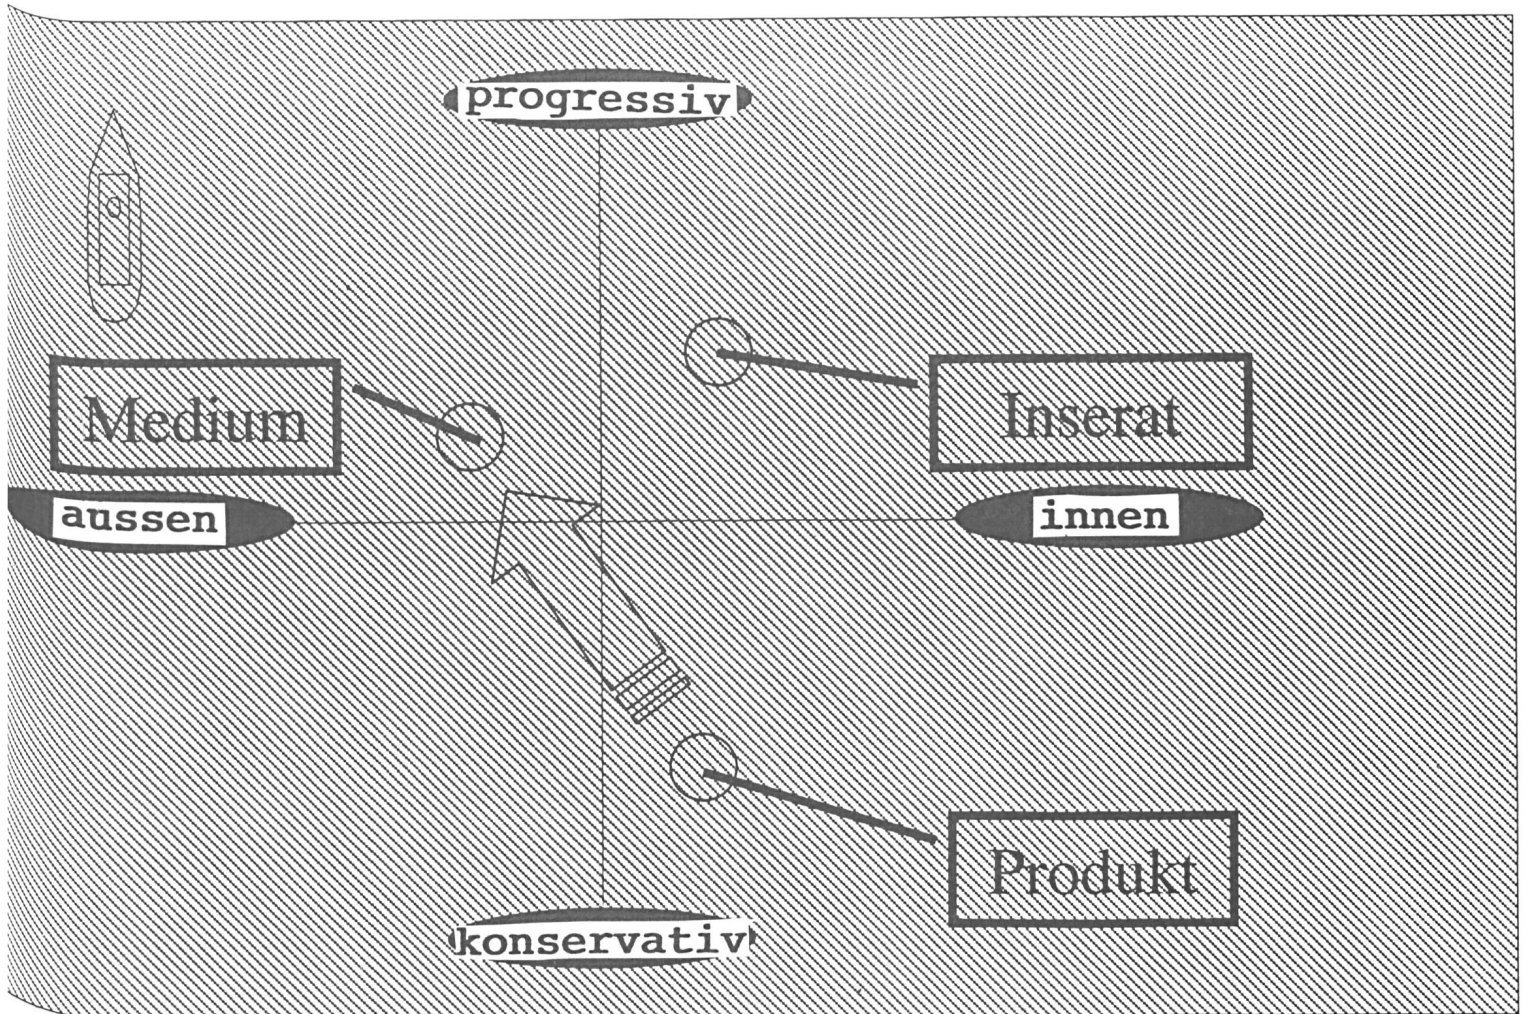 progressiv
Medium
Inserat
aussen
innen
Produkt
konservativ